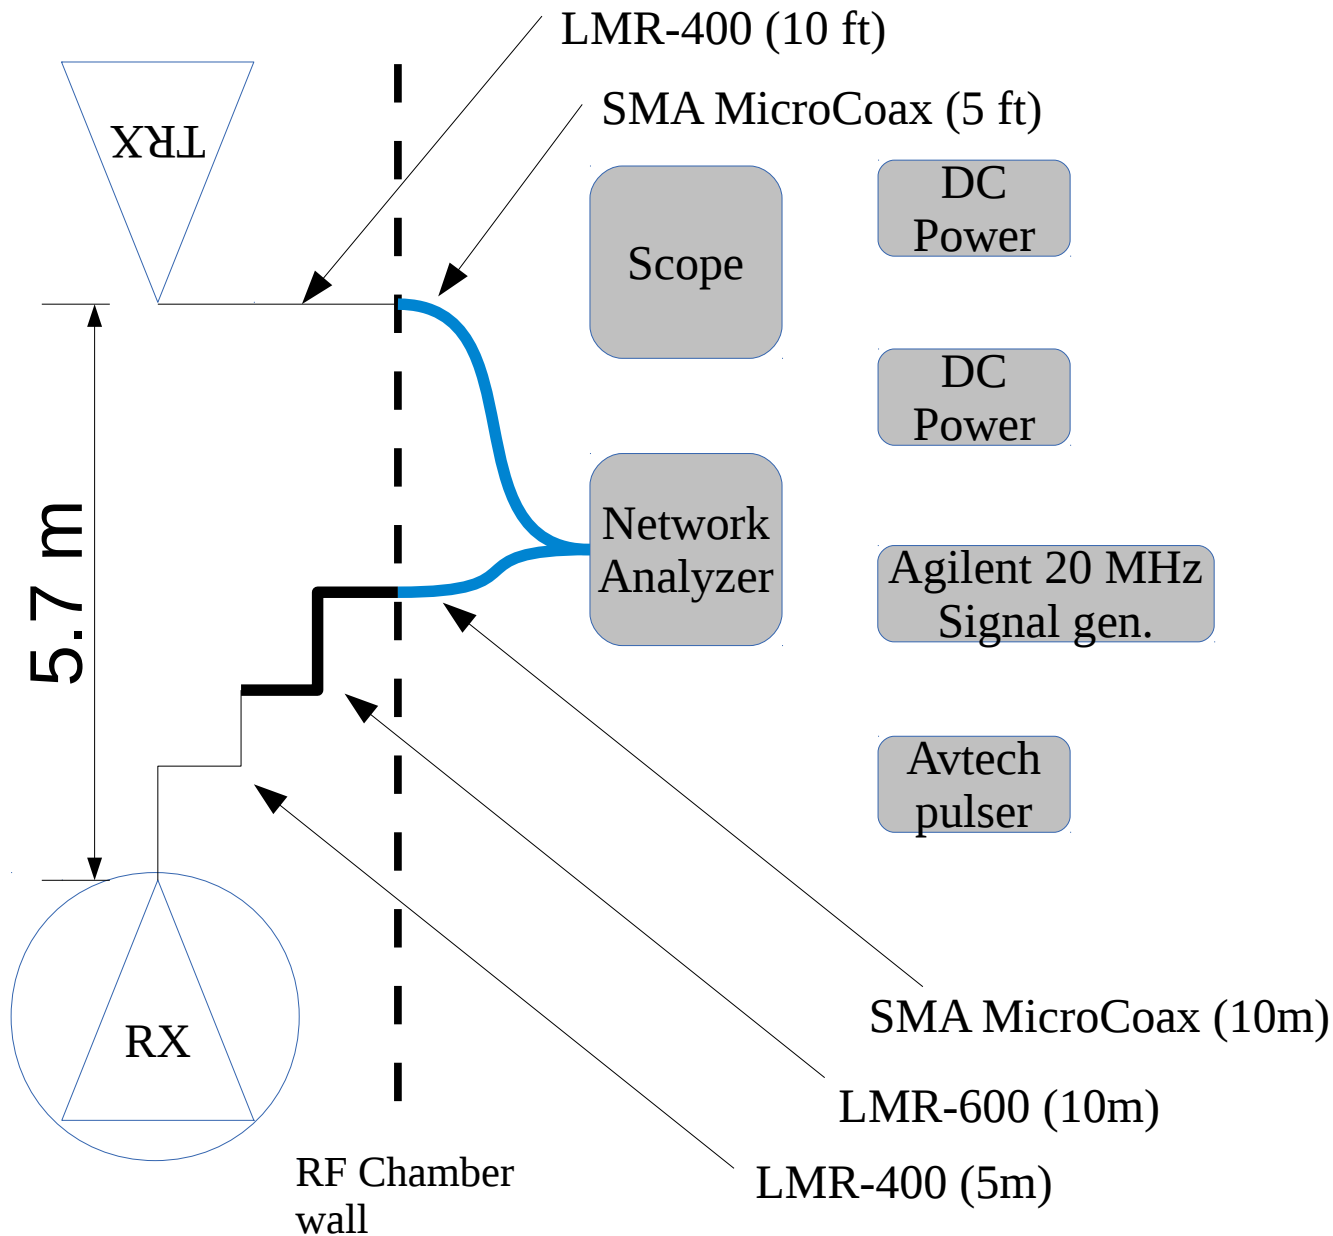 LMR-400 (10 ft)
SMA MicroCoax (5 ft)
TRX
Scope
DC
Power
DC
Power
5.7 m
Network
Analyzer
Agilent 20 MHz
Signal gen.
Avtech
pulser
RX
SMA MicroCoax (10m)
LMR-600 (10m)
LMR-400 (5m)
RF Chamber
wall